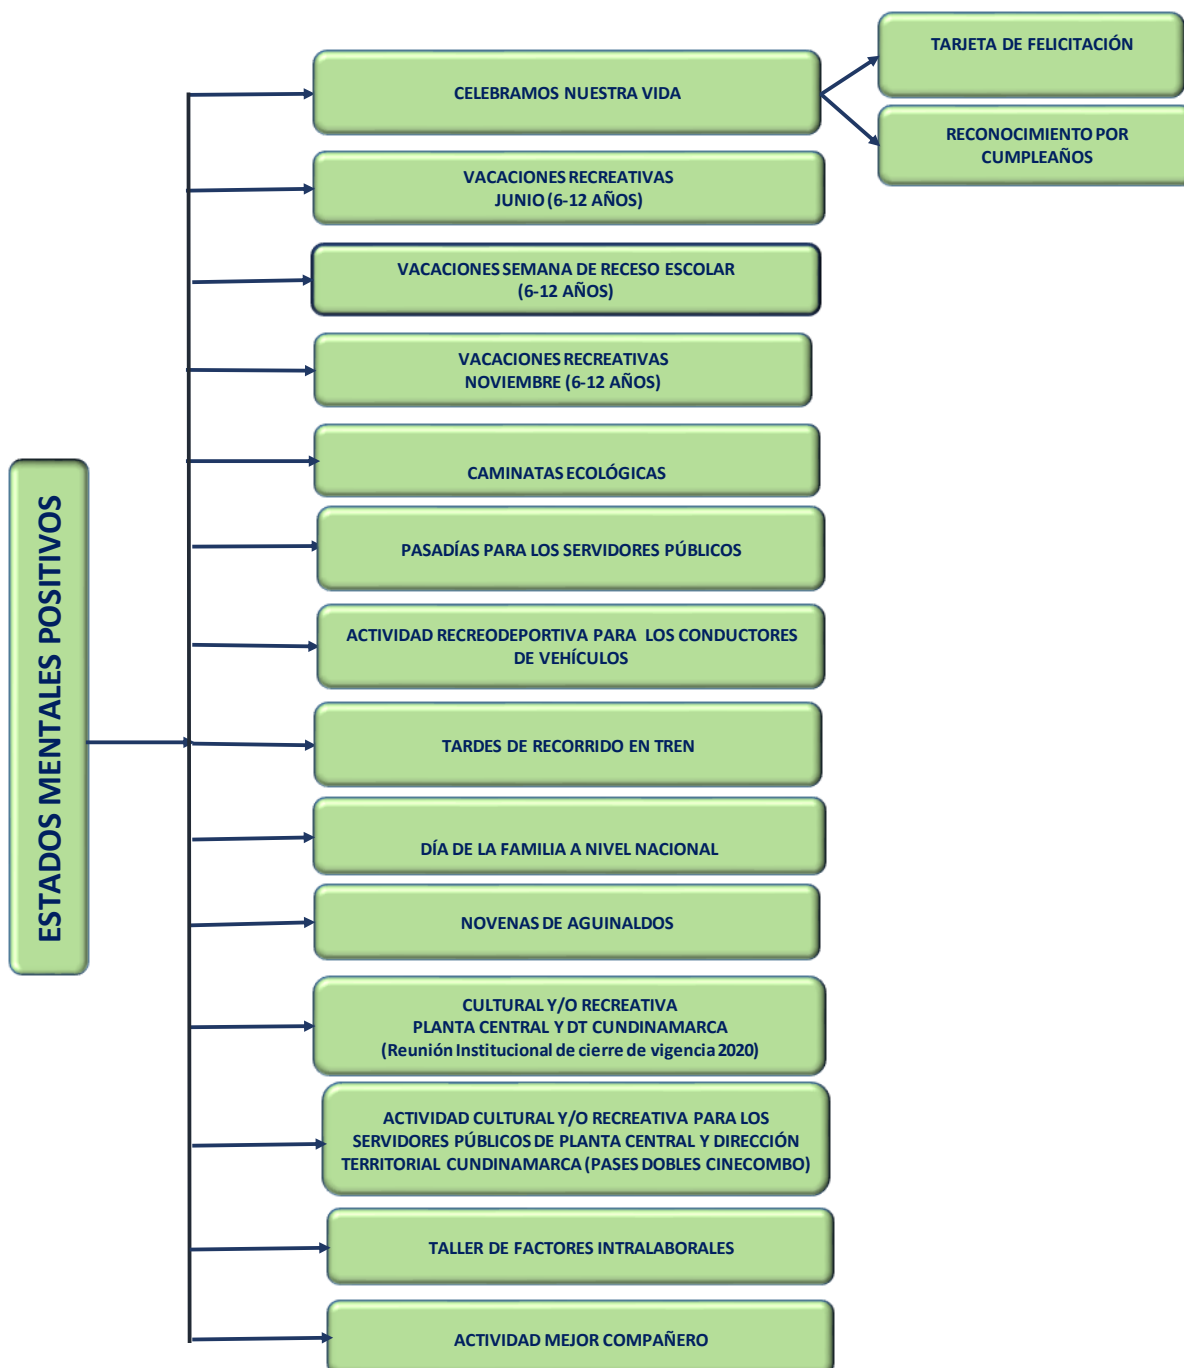 TARJETA DE FELICITACIÓN
CELEBRAMOS NUESTRA VIDA
RECONOCIMIENTO POR
CUMPLEAÑOS
VACACIONES RECREATIVAS
JUNIO (6-12 AÑOS)
VACACIONES SEMANA DE RECESO ESCOLAR
(6-12 AÑOS)
VACACIONES RECREATIVAS
NOVIEMBRE (6-12 AÑOS)
CAMINATAS ECOLÓGICAS
PASADÍAS PARA LOS SERVIDORES PÚBLICOS
ACTIVIDAD RECREODEPORTIVA PARA LOS CONDUCTORES
DE VEHÍCULOS
ESTADOS MENTALES POSITIVOS
TARDES DE RECORRIDO EN TREN
DÍA DE LA FAMILIA A NIVEL NACIONAL
NOVENAS DE AGUINALDOS
CULTURAL Y/O RECREATIVA
PLANTA CENTRAL Y DT CUNDINAMARCA
(Reunión Institucional de cierre de vigencia 2020)
ACTIVIDAD CULTURAL Y/O RECREATIVA PARA LOS
SERVIDORES PÚBLICOS DE PLANTA CENTRAL Y DIRECCIÓN
TERRITORIAL CUNDINAMARCA (PASES DOBLES CINECOMBO)
TALLER DE FACTORES INTRALABORALES
ACTIVIDAD MEJOR COMPAÑERO